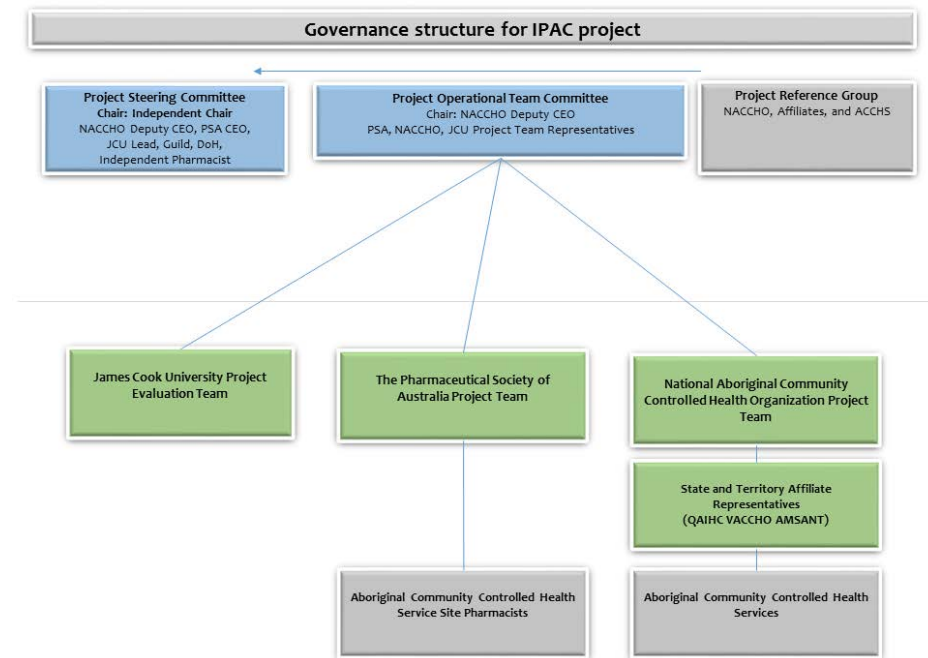 Governance structure for IPAC project
Project Steering Committee
Chair: Independent Chair
NACCHO Deputy CEO, PSA CEO,
JCU Lead, Guild, DoH,
Independent Pharmacist
Project Operational Team Committee
Chair: NACCHO Deputy CEO
PSA, NACCHO, JCU Project Team Representatives
Project Reference Group
NACCHO, Affiliates, and ACCHS
James Cook University Project
Evaluation Team
The Pharmaceutical Society of
Australia Project Team
National Aboriginal Community
Controlled Health Organization Project
Team
State and Territory Affiliate
Representatives
(QAIHC VACCHO AMSANT)
Aboriginal Community Controlled Health
Service Site Pharmacists
Aboriginal Community Controlled Health
Services